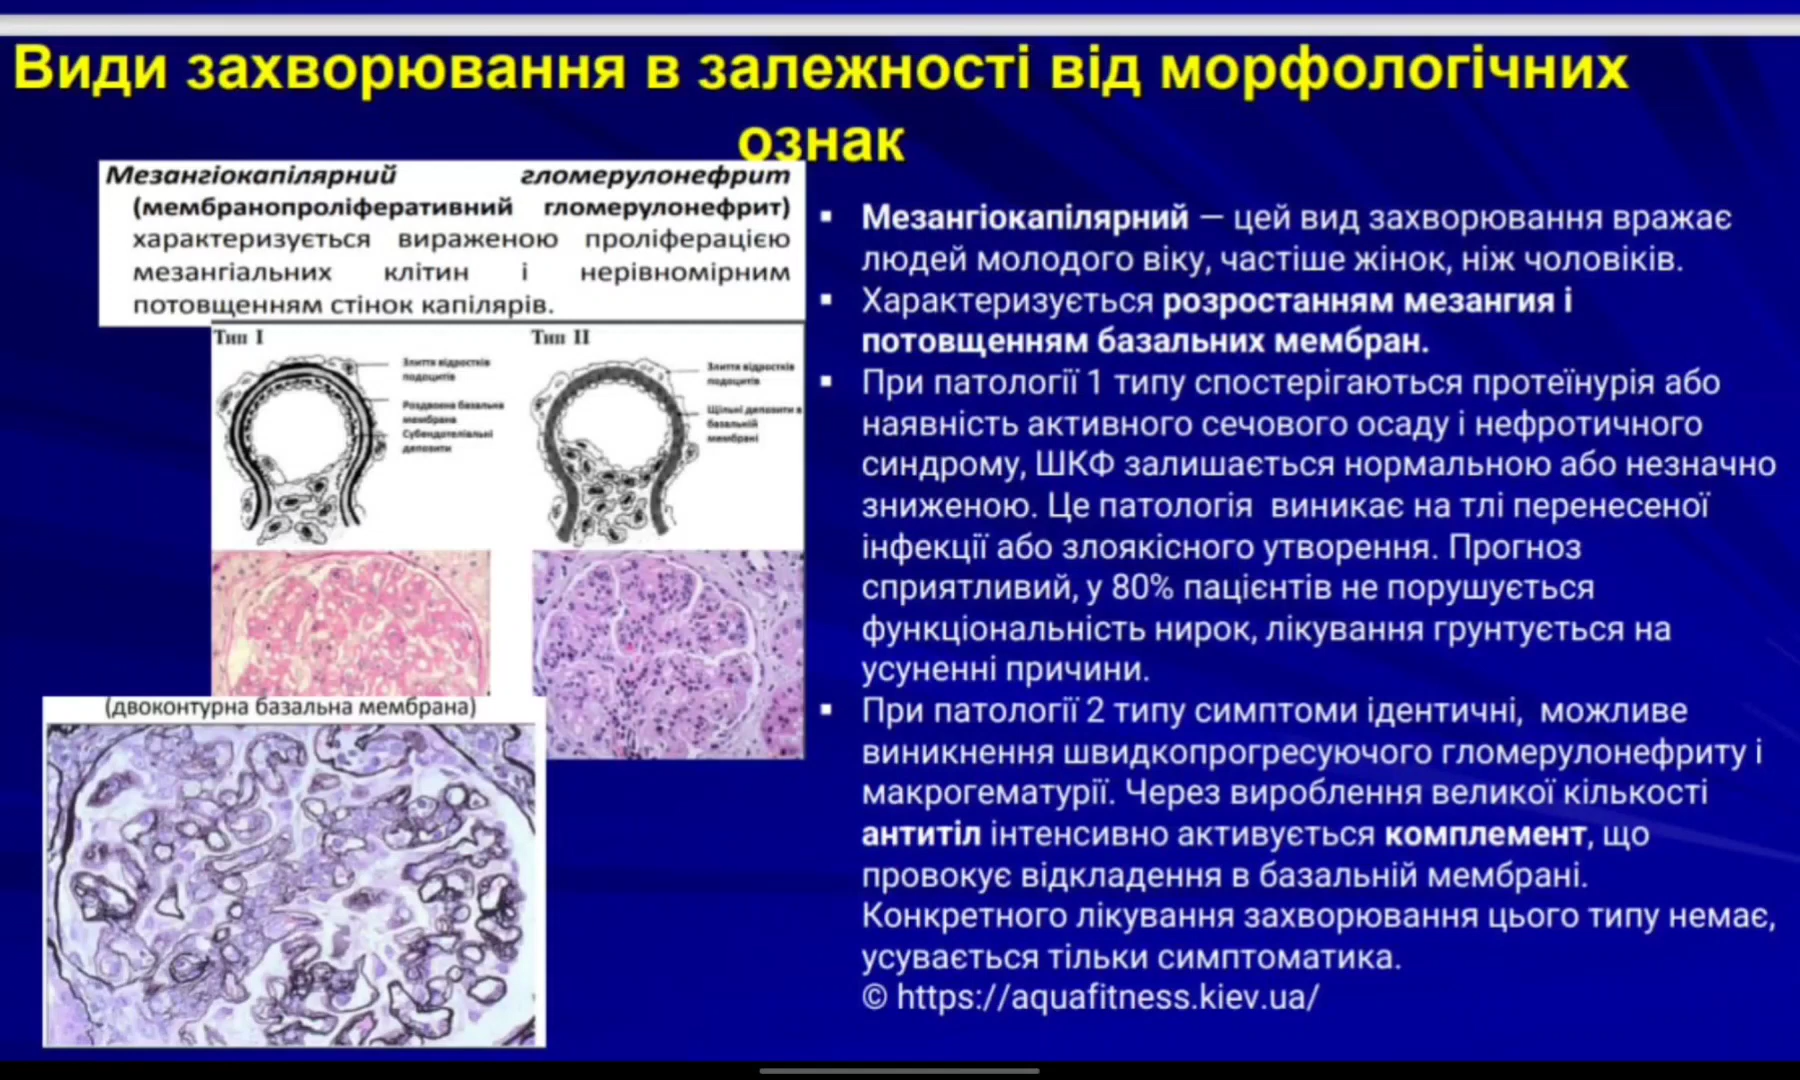 Види захворювання в залежності від морфологічних
ознак
Мезангіокапілярний гломерулонефрит
(мембранопроліферативний гломерулонефрит)
характеризується вираженою проліферацією
мезангіальних клітин і нерівномірним
потовщенням стінок капілярів.
Тип I
Злиття відростків
подоцитів
Роздвоєна базальна
мембрана
Субендотеліальні
депозити
Тип II
Злиття відростків
подоцитів
Щільні депозити в
базальній
мембрані
(двоконтурна базальна мембрана)
▪ Мезангіокапілярний — цей вид захворювання вражає
людей молодого віку, частіше жінок, ніж чоловіків.
▪ Характеризується розростанням мезангия і
потовщенням базальних мембран.
▪ При патології 1 типу спостерігаються протеїнурія або
наявність активного сечового осаду і нефротичного
синдрому, ШКФ залишається нормальною або незначно
зниженою. Це патологія виникає на тлі перенесеної
інфекції або злоякісного утворення. Прогноз
сприятливий, у 80% пацієнтів не порушується
функціональність нирок, лікування грунтується на
усуненні причини.
▪ При патології 2 типу симптоми ідентичні, можливе
виникнення швидкопрогресуючого гломерулонефриту і
макрогематурії. Через вироблення великої кількості
антитіл інтенсивно активується комплемент, що
провокує відкладення в базальній мембрані.
Конкретного лікування захворювання цього типу немає,
усувається тільки симптоматика.
© https://aquafitness.kiev.ua/